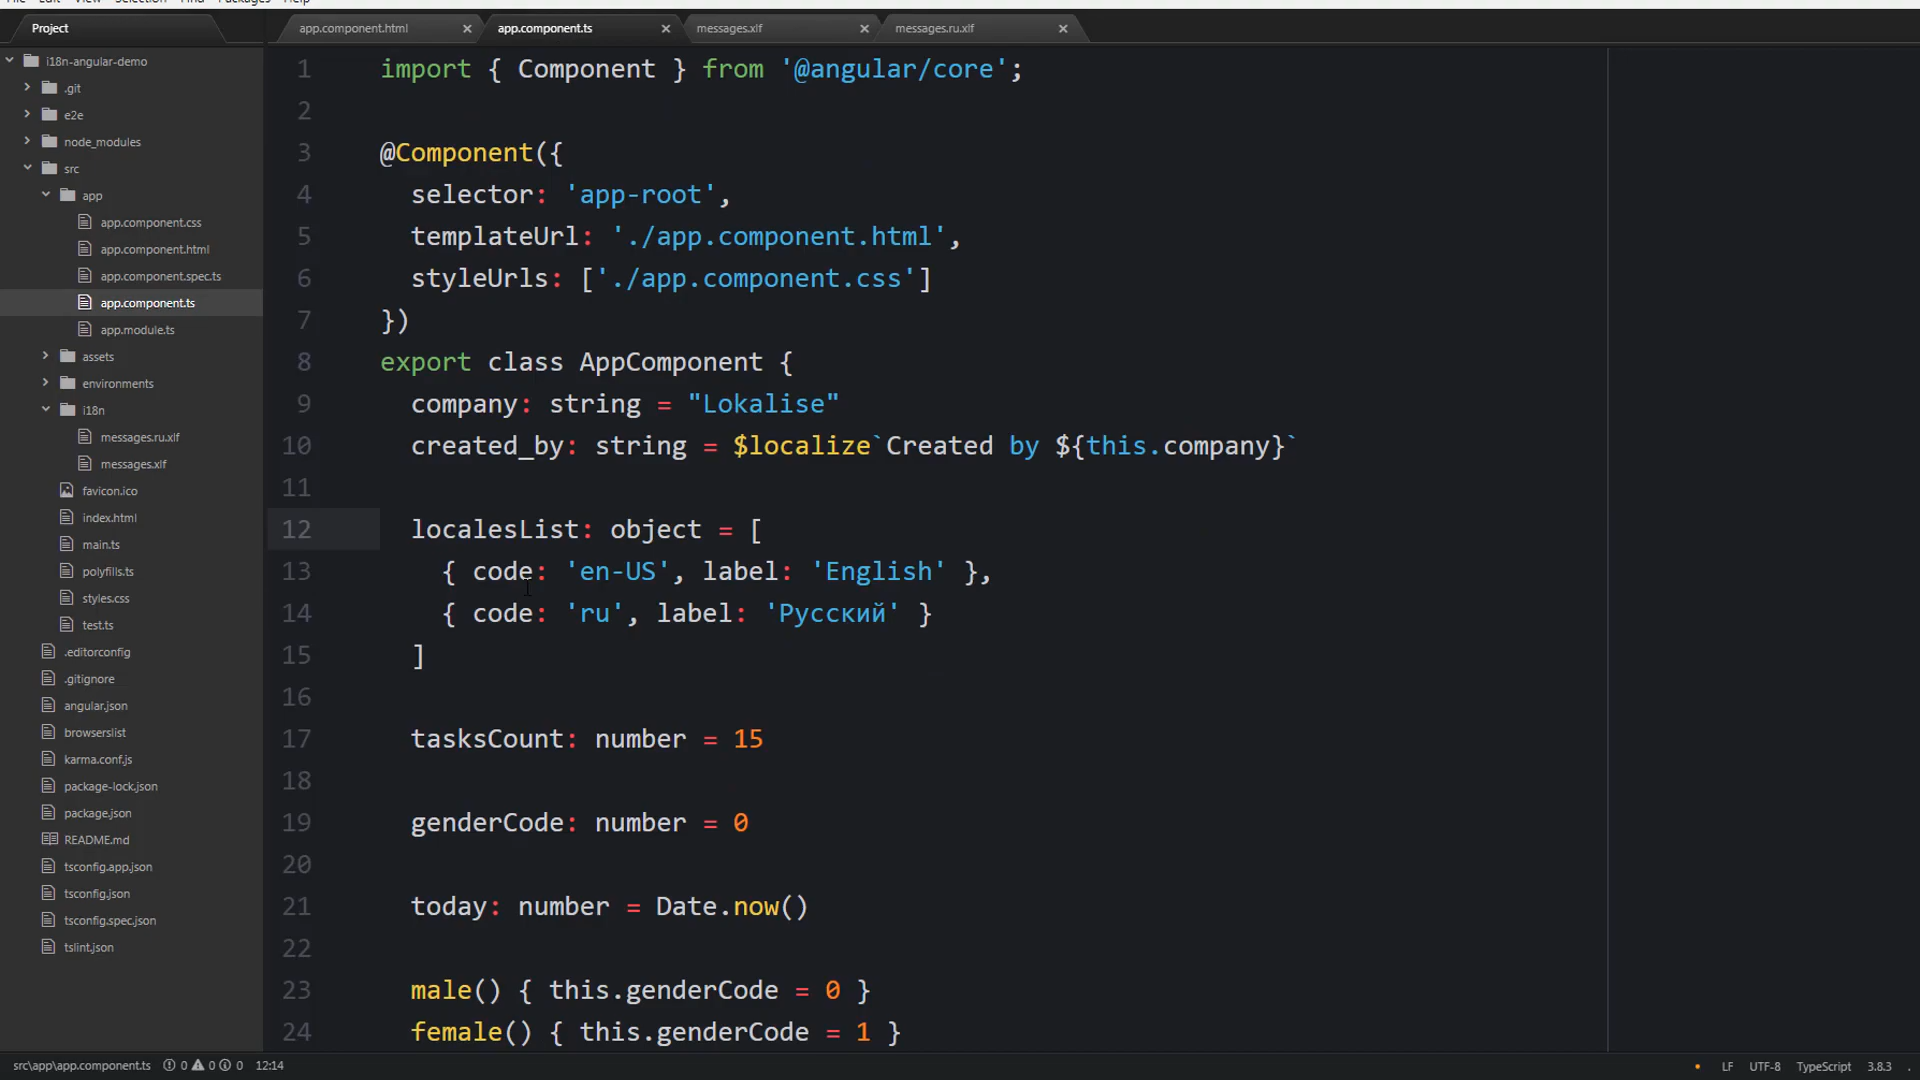 File Edit View Selection Find Packages Help
Project
app.component.html
app.component.ts
messages.xlf
messages.ru.xlf
i18n-angular-demo
.git
e2e
node_modules
src
app
app.component.css
app.component.html
app.component.spec.ts
app.component.ts
app.module.ts
assets
environments
i18n
messages.ru.xlf
messages.xlf
favicon.ico
index.html
main.ts
polyfills.ts
styles.css
test.ts
.editorconfig
.gitignore
angular.json
browserslist
karma.conf.js
package-lock.json
package.json
README.md
tsconfig.app.json
tsconfig.json
tsconfig.spec.json
tslint.json
1 import { Component } from '@angular/core';
2
3 @Component({
4 selector: 'app-root',
5 templateUrl: './app.component.html',
6 styleUrls: ['./app.component.css']
7 })
8 export class AppComponent {
9 company: string = "Lokalise"
10 created_by: string = $localize`Created by ${this.company}`
11
12 localesList: object = [
13 { code: 'en-US', label: 'English' },
14 { code: 'ru', label: 'Русский' }
15 ]
16
17 tasksCount: number = 15
18
19 genderCode: number = 0
20
21 today: number = Date.now()
22
23 male() { this.genderCode = 0 }
24 female() { this.genderCode = 1 }
src\app\app.component.ts 0 0 0 12:14
LF UTF-8 TypeScript 3.8.3